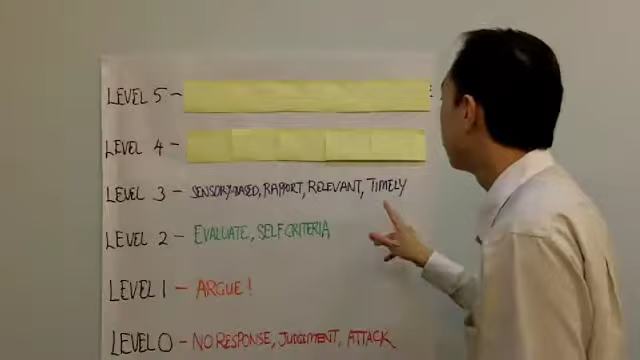 LEVEL 5 -
LEVEL 4 -
LEVEL 3 - SENSORY-BASED, RAPPORT, RELEVANT, TIMELY
LEVEL 2 - EVALUATE, SELF CRITERIA
LEVEL 1 - ARGUE!
LEVEL 0 - NO RESPONSE, JUDGEMENT, ATTACK